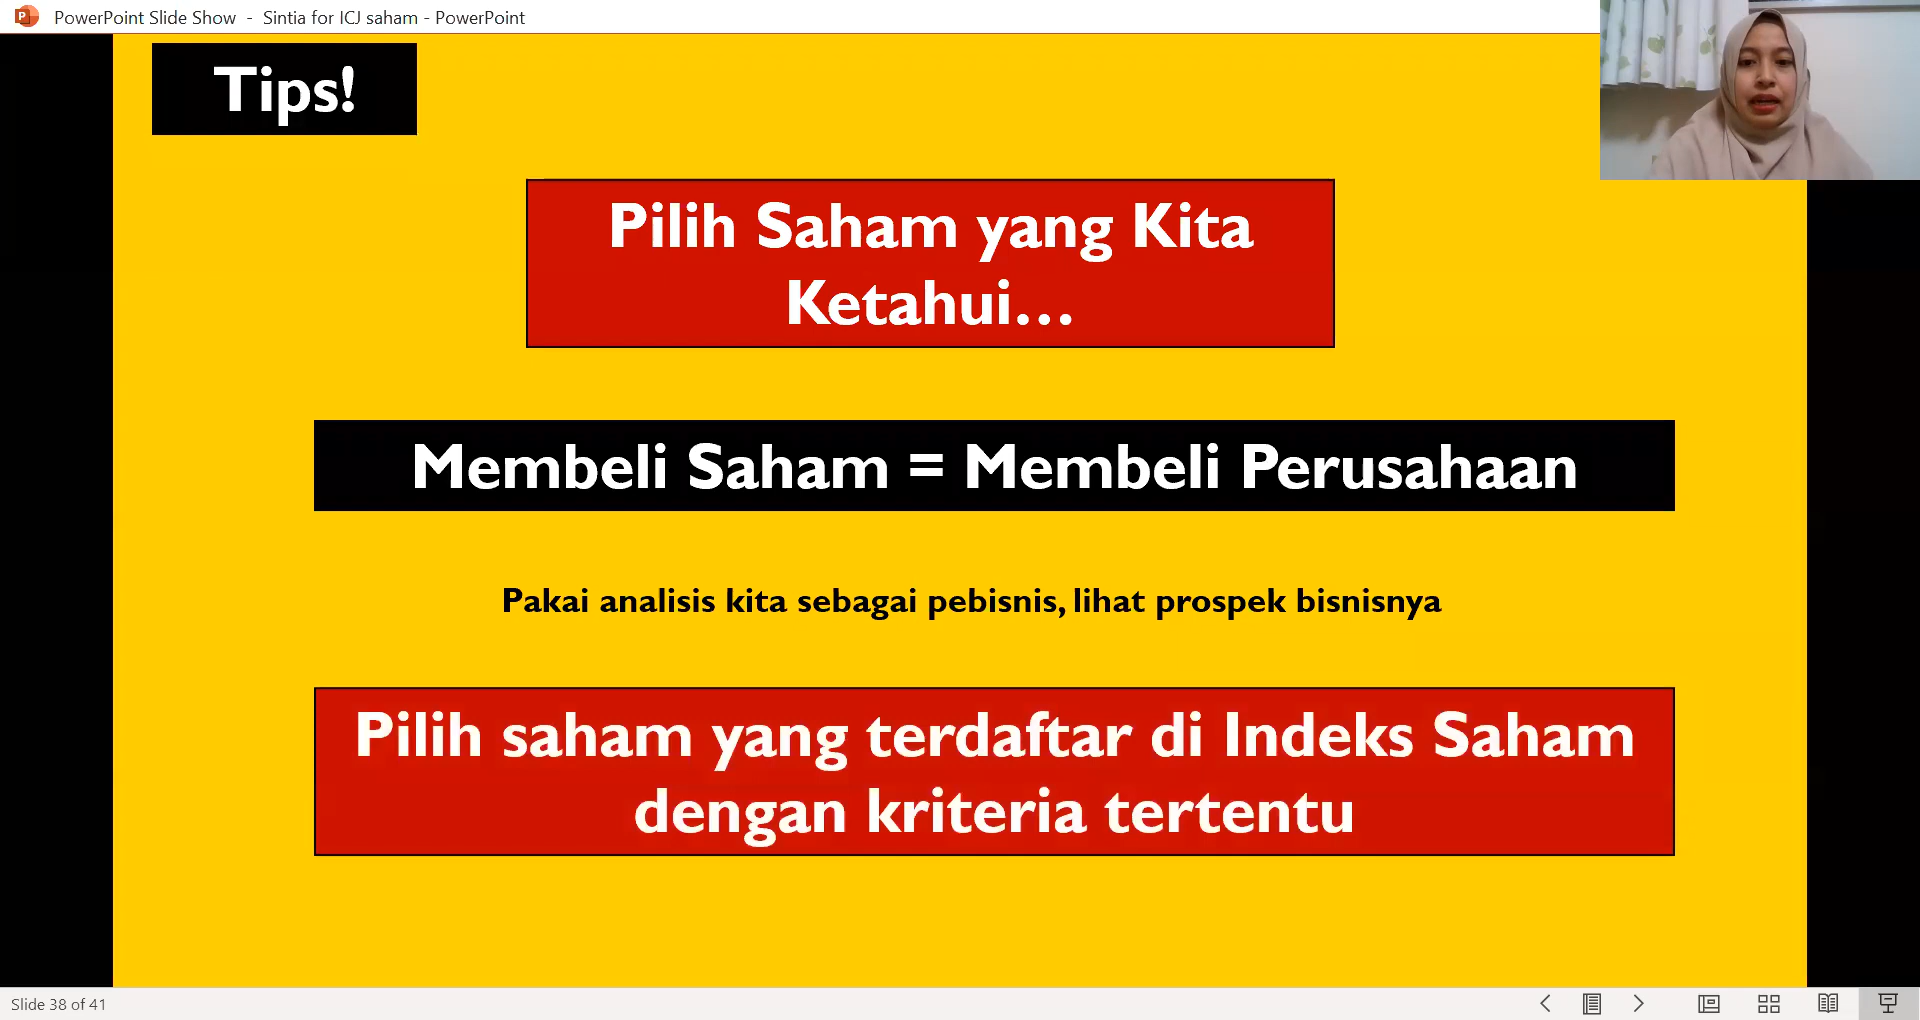 PowerPoint Slide Show - Sintia for ICJ saham - PowerPoint
Tips!
Pilih Saham yang Kita
Ketahui...
Membeli Saham = Membeli Perusahaan
Pakai analisis kita sebagai pebisnis, lihat prospek bisnisnya
Pilih saham yang terdaftar di Indeks Saham
dengan kriteria tertentu
Slide 38 of 41